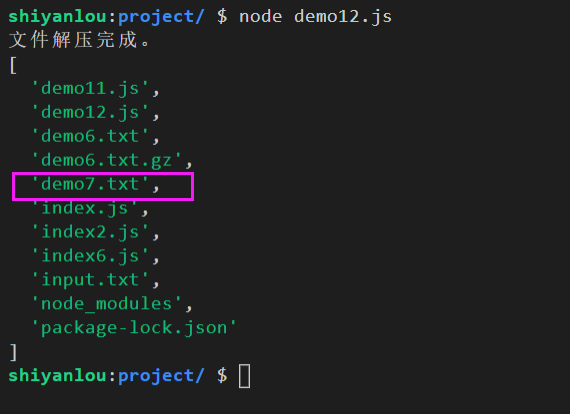 shiyanlou:project/ $ node demo12.js
文件解压完成。
[
  'demo11.js',
  'demo12.js',
  'demo6.txt',
  'demo6.txt.gz',
  'demo7.txt',
  'index.js',
  'index2.js',
  'index6.js',
  'input.txt',
  'node_modules',
  'package-lock.json'
]
shiyanlou:project/ $